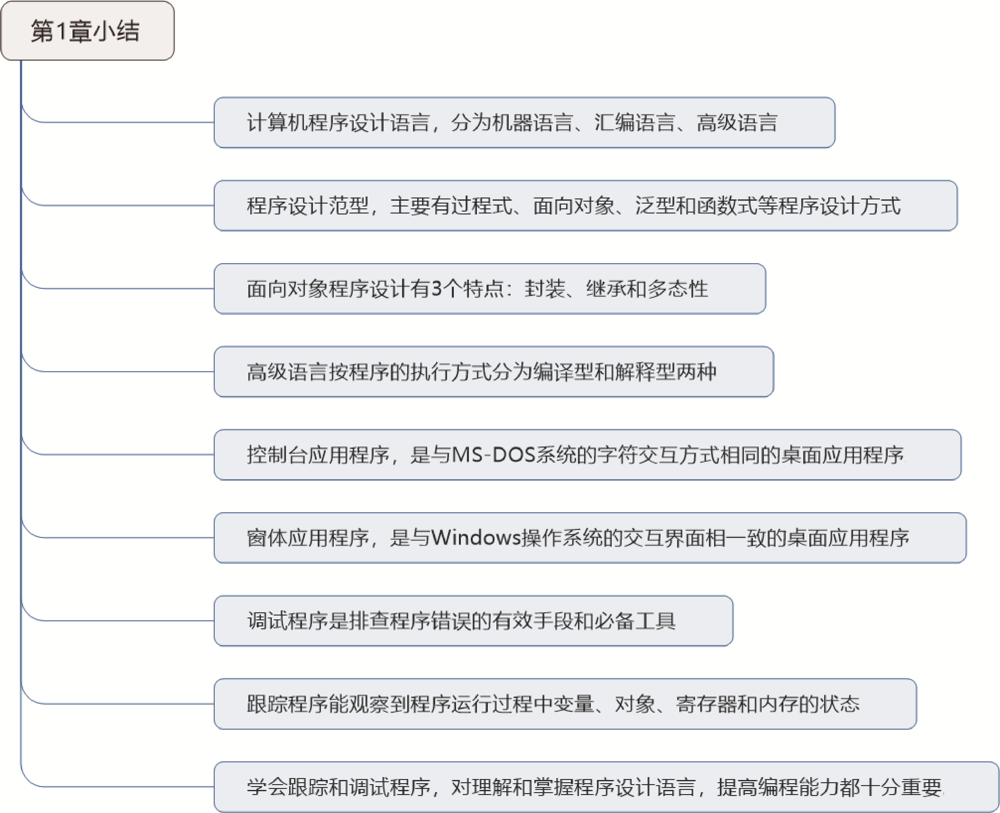 第1章小结
计算机程序设计语言，分为机器语言、汇编语言、高级语言
程序设计范型，主要有过程式、面向对象、泛型和函数式等程序设计方式
面向对象程序设计有3个特点：封装、继承和多态性
高级语言按程序的执行方式分为编译型和解释型两种
控制台应用程序，是与MS-DOS系统的字符交互方式相同的桌面应用程序
窗体应用程序，是与Windows操作系统的交互界面相一致的桌面应用程序
调试程序是排查程序错误的有效手段和必备工具
跟踪程序能观察到程序运行过程中变量、对象、寄存器和内存的状态
学会跟踪和调试程序，对理解和掌握程序设计语言，提高编程能力都十分重要.